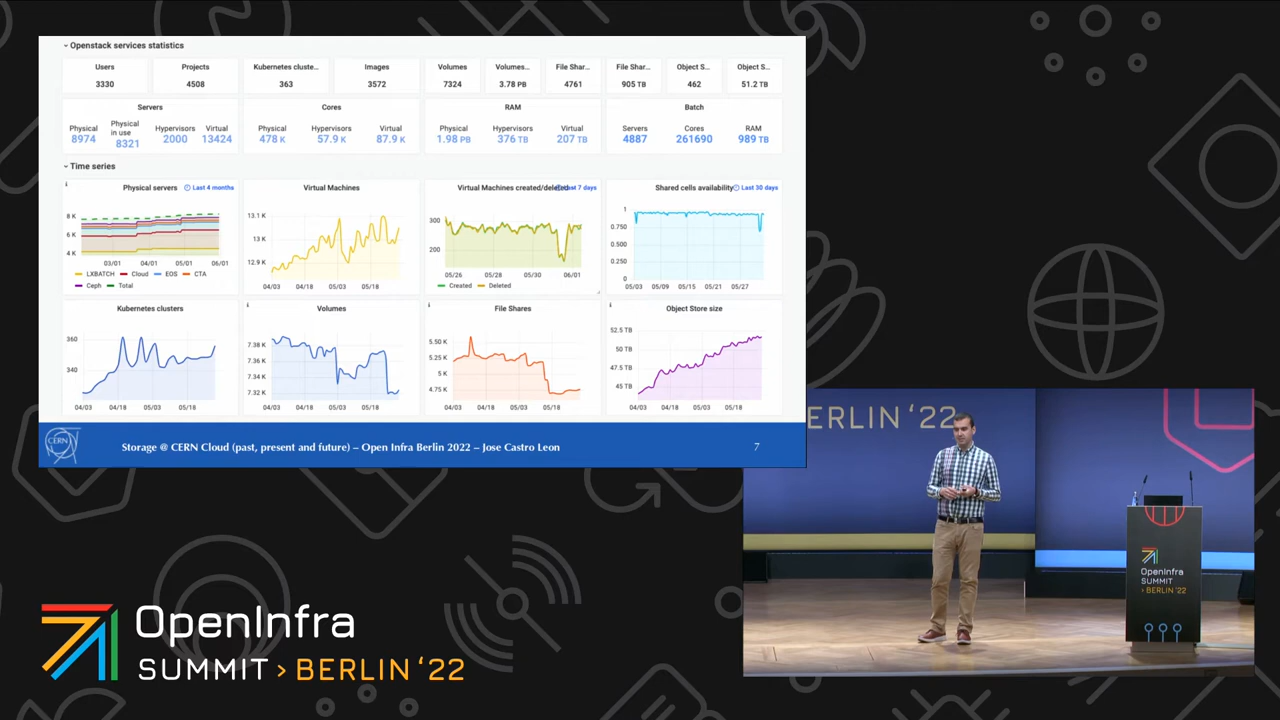 Openstack services statistics
Users
3330
Projects
4508
Kubernetes cluste...
363
Images
3572
Volumes
7324
Volumes...
3.78 PB
File Shar...
4761
File Shar...
905 TB
Object S...
462
Object S...
51.2 TB
Servers
Physical
8974
Physical
in use
8321
Hypervisors
2000
Virtual
13424
Cores
Physical
478 K
Hypervisors
57.9 K
Virtual
87.9 K
RAM
Physical
1.98 PB
Hypervisors
376 TB
Virtual
207 TB
Batch
Servers
4887
Cores
261690
RAM
989 TB
Time series
Physical servers
Last 4 months
8 K
6 K
4 K
03/01 04/01 05/01 06/01
LXBATCH Cloud EOS CTA
Ceph Total
Virtual Machines
13.1 K
13 K
12.9 K
04/03 04/18 05/03 05/18
Virtual Machines created/deleted
Last 7 days
300
200
05/26 05/28 05/30 06/01
Created Deleted
Shared cells availability
Last 30 days
1
0.750
0.500
0.250
0
05/03 05/09 05/15 05/21 05/27
Kubernetes clusters
360
340
04/03 04/18 05/03 05/18
Volumes
7.38 K
7.36 K
7.34 K
7.32 K
04/03 04/18 05/03 05/18
File Shares
5.50 K
5.25 K
5 K
4.75 K
04/03 04/18 05/03 05/18
Object Store size
52.5 TB
50 TB
47.5 TB
45 TB
04/03 04/18 05/03 05/18
CERN
Storage @ CERN Cloud (past, present and future) – Open Infra Berlin 2022 – Jose Castro Leon
7
ERLIN '22
OpenInfra
SUMMIT
› BERLIN '22
OpenInfra
SUMMIT › BERLIN '22